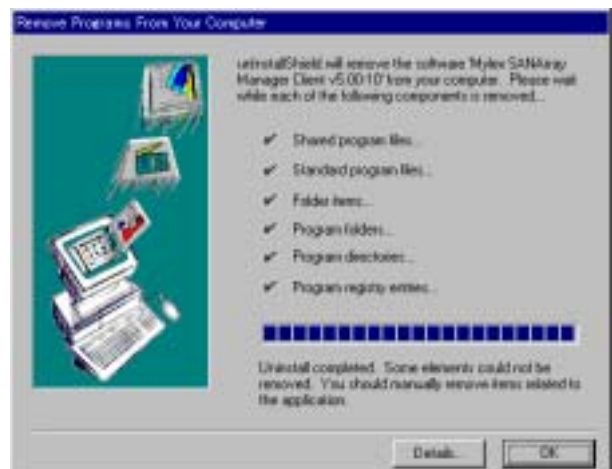 Remove Programs From Your Computer
uninstallShield will remove the software 'Mylex SANArray
Manager Client v5.00-10' from your computer. Please wait
while each of the following components is removed...
✔ Shared program files...
✔ Standard program files...
✔ Folder items...
✔ Program folders...
✔ Program directories...
✔ Program registry entries...
Uninstall completed. Some elements could not be
removed. You should manually remove items related to
the application.
Details...
OK